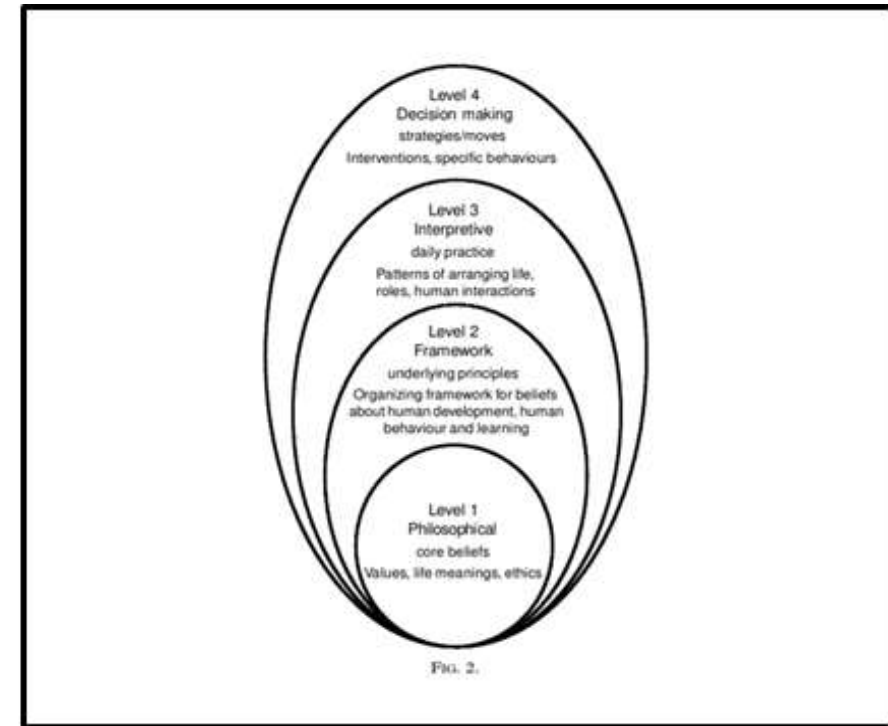 Level 4
Decision making
strategies/moves
Interventions, specific behaviours
Level 3
Interpretive
daily practice
Patterns of arranging life,
roles, human interactions
Level 2
Framework
underlying principles
Organizing framework for beliefs
about human development, human
behaviour and learning
Level 1
Philosophical
core beliefs
Values, life meanings, ethics
FIG. 2.